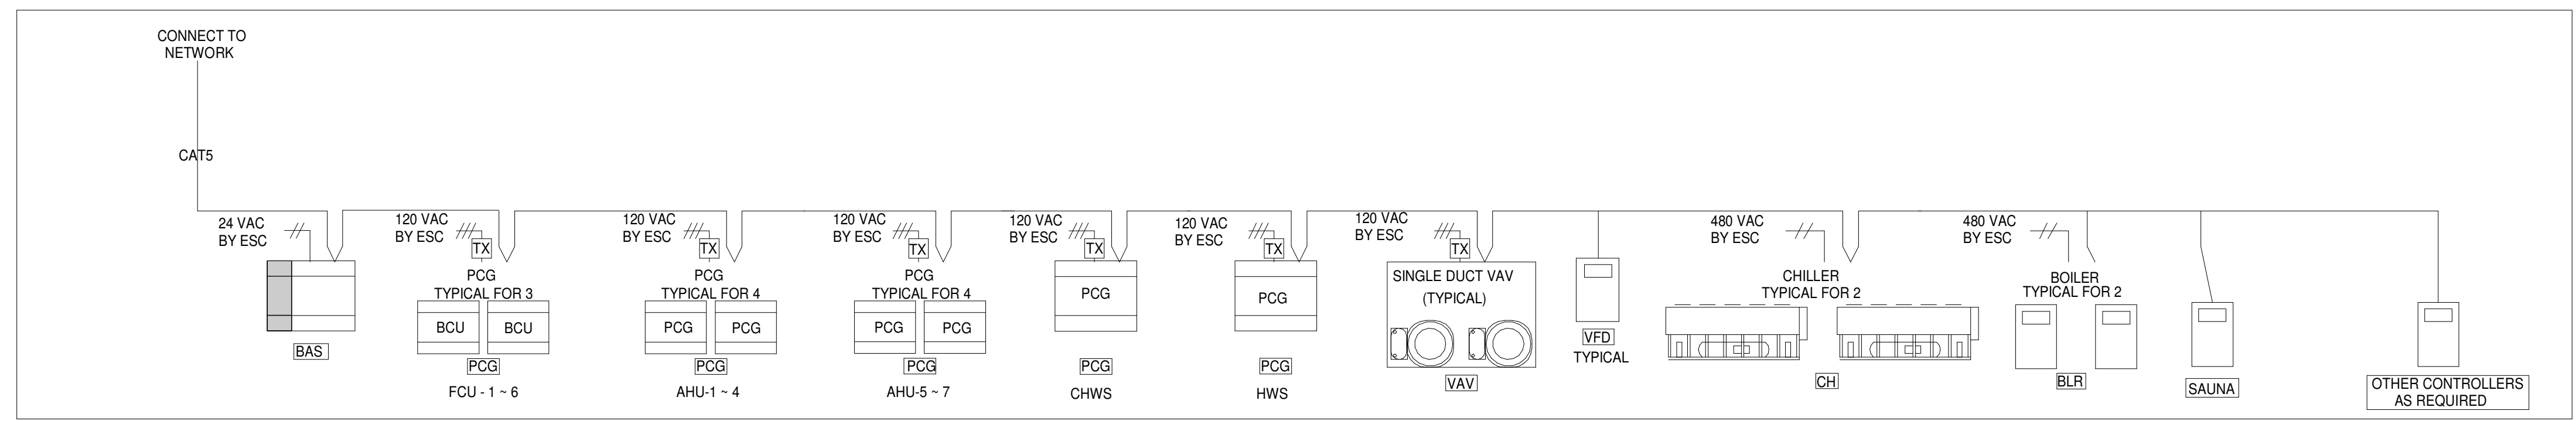 CONNECT TO
NETWORK
CAT5
24 VAC
BY ESC
BAS
120 VAC
BY ESC
TX
PCG
TYPICAL FOR 3
BCU
BCU
PCG
FCU - 1 ~ 6
120 VAC
BY ESC
TX
PCG
TYPICAL FOR 4
PCG
PCG
PCG
AHU-1 ~ 4
120 VAC
BY ESC
TX
PCG
TYPICAL FOR 4
PCG
PCG
PCG
AHU-5 ~ 7
120 VAC
BY ESC
TX
PCG
PCG
CHWS
120 VAC
BY ESC
TX
PCG
PCG
HWS
120 VAC
BY ESC
TX
SINGLE DUCT VAV
(TYPICAL)
VAV
VFD
TYPICAL
480 VAC
BY ESC
CHILLER
TYPICAL FOR 2
CH
480 VAC
BY ESC
BOILER
TYPICAL FOR 2
BLR
SAUNA
OTHER CONTROLLERS
AS REQUIRED